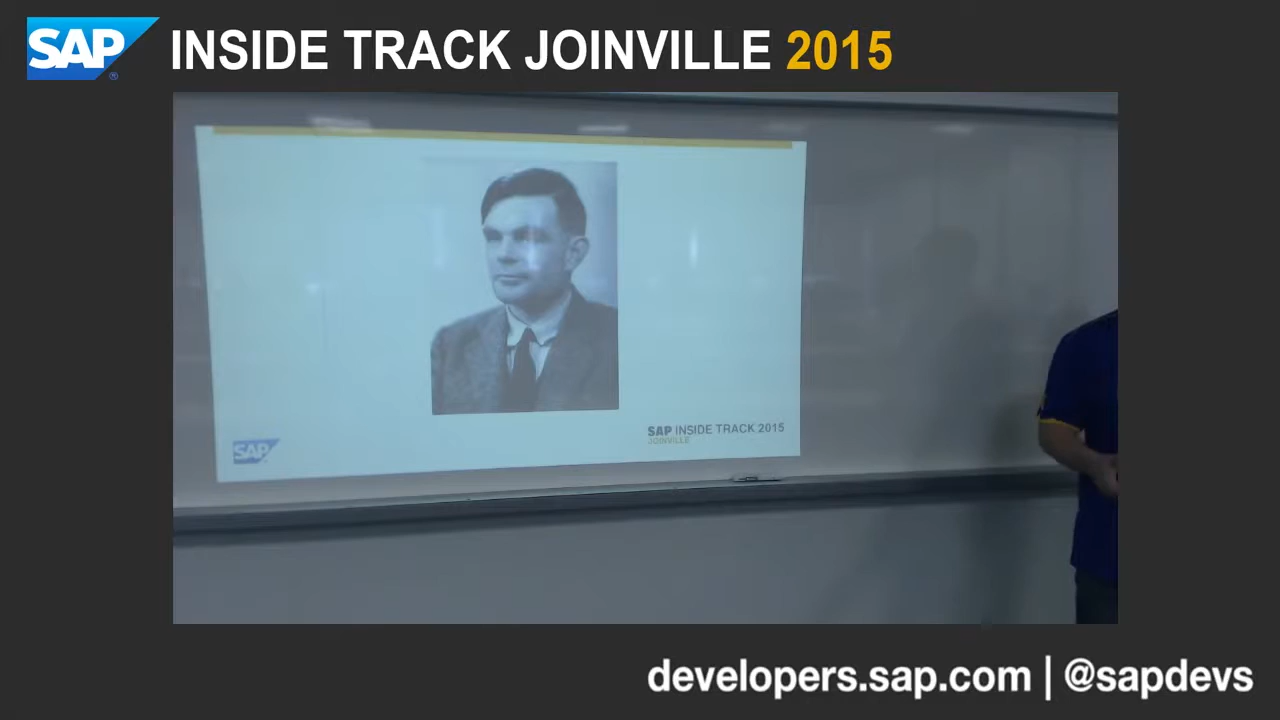 SAP INSIDE TRACK JOINVILLE 2015
SAP INSIDE TRACK 2015
JOINVILLE
SAP
developers.sap.com | @sapdevs